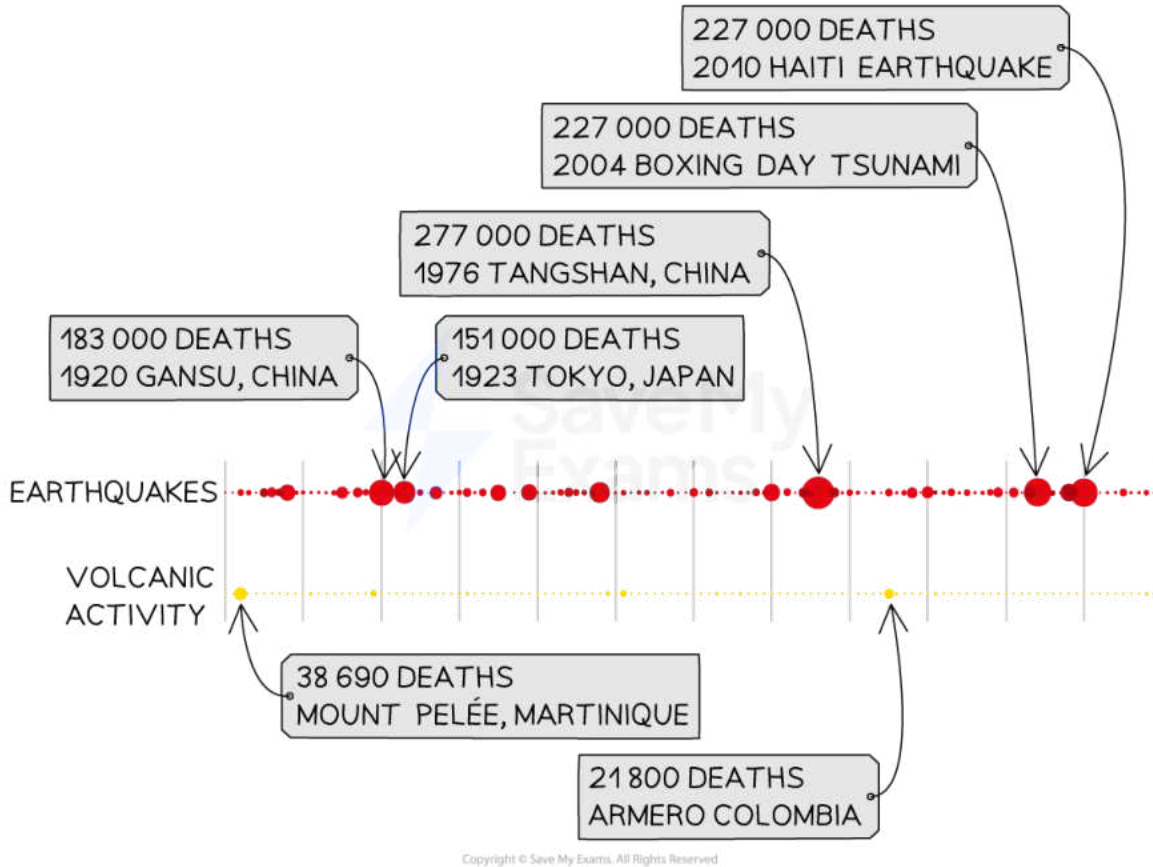 227 000 DEATHS
2010 HAITI EARTHQUAKE
227 000 DEATHS
2004 BOXING DAY TSUNAMI
277 000 DEATHS
1976 TANGSHAN, CHINA
183 000 DEATHS
1920 GANSU, CHINA
151 000 DEATHS
1923 TOKYO, JAPAN
SaveMy
Exams
EARTHQUAKES
VOLCANIC
ACTIVITY
38 690 DEATHS
MOUNT PELÉE, MARTINIQUE
21 800 DEATHS
ARMERO COLOMBIA
Copyright © Save My Exams. All Rights Reserved